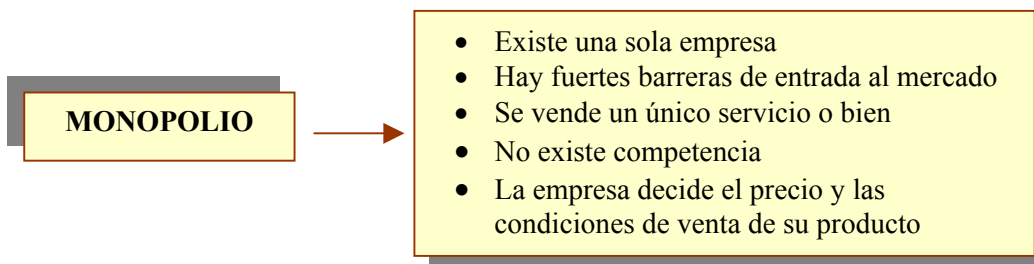 MONOPOLIO
• Existe una sola empresa
• Hay fuertes barreras de entrada al mercado
• Se vende un único servicio o bien
• No existe competencia
• La empresa decide el precio y las
condiciones de venta de su producto